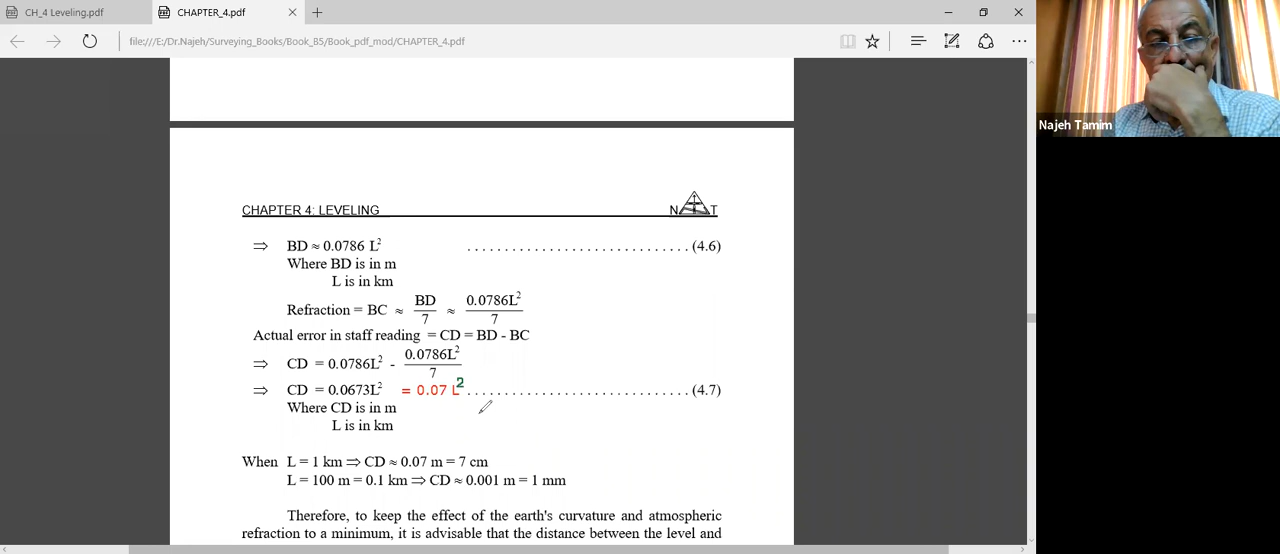 CH_4 Leveling.pdf
CHAPTER_4.pdf
file:///E:/Dr.Najeh/Surveying_Books/Book_B5/Book_pdf_mod/CHAPTER_4.pdf
Najeh Tamim
CHAPTER 4: LEVELING N T
⇒ BD ≈ 0.0786 L² . . . . . . . . . . . . . . . . . . . . . . . . . . . . . . (4.6)
Where BD is in m
L is in km
Refraction = BC ≈ BD/7 ≈ 0.0786L²/7
Actual error in staff reading = CD = BD - BC
⇒ CD = 0.0786L² - 0.0786L²/7
⇒ CD = 0.0673L² = 0.07 L² . . . . . . . . . . . . . . . . . . . . . . . . . . . . . . (4.7)
Where CD is in m
L is in km
When L = 1 km ⇒ CD ≈ 0.07 m = 7 cm
L = 100 m = 0.1 km ⇒ CD ≈ 0.001 m = 1 mm
Therefore, to keep the effect of the earth's curvature and atmospheric
refraction to a minimum, it is advisable that the distance between the level and